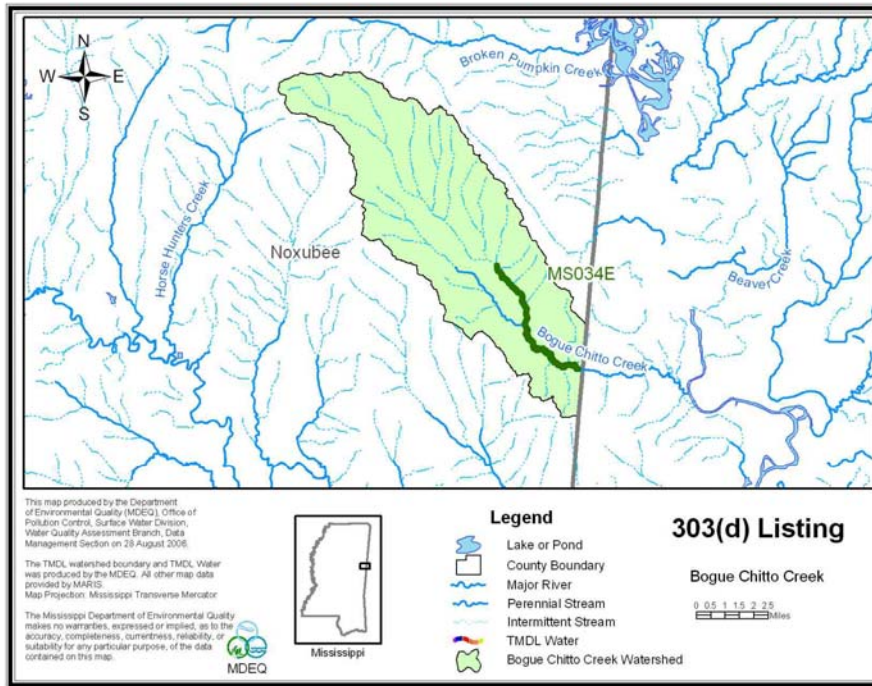 N
W E
S
Broken Pumpkin Creek
Horse Hunters Creek
Noxubee
MS034E
Beaver Creek
Bogue Chitto Creek
This map produced by the Department
of Environmental Quality (MDEQ), Office of
Pollution Control, Surface Water Division,
Water Quality Assessment Branch, Data
Management Section on 28 August 2006.
The TMDL watershed boundary and TMDL Water
was produced by the MDEQ. All other map data
provided by MARIS.
Map Projection: Mississippi Transverse Mercator
The Mississippi Department of Environmental Quality
makes no warranties, expressed or implied, as to the
accuracy, completeness, currentness, reliability, or
suitability for any particular purpose, of the data
contained on this map.
MDEQ
Mississippi
Legend
Lake or Pond
County Boundary
Major River
Perennial Stream
Intermittent Stream
TMDL Water
Bogue Chitto Creek Watershed
303(d) Listing
Bogue Chitto Creek
0 0.5 1 1.5 2 2.5
Miles